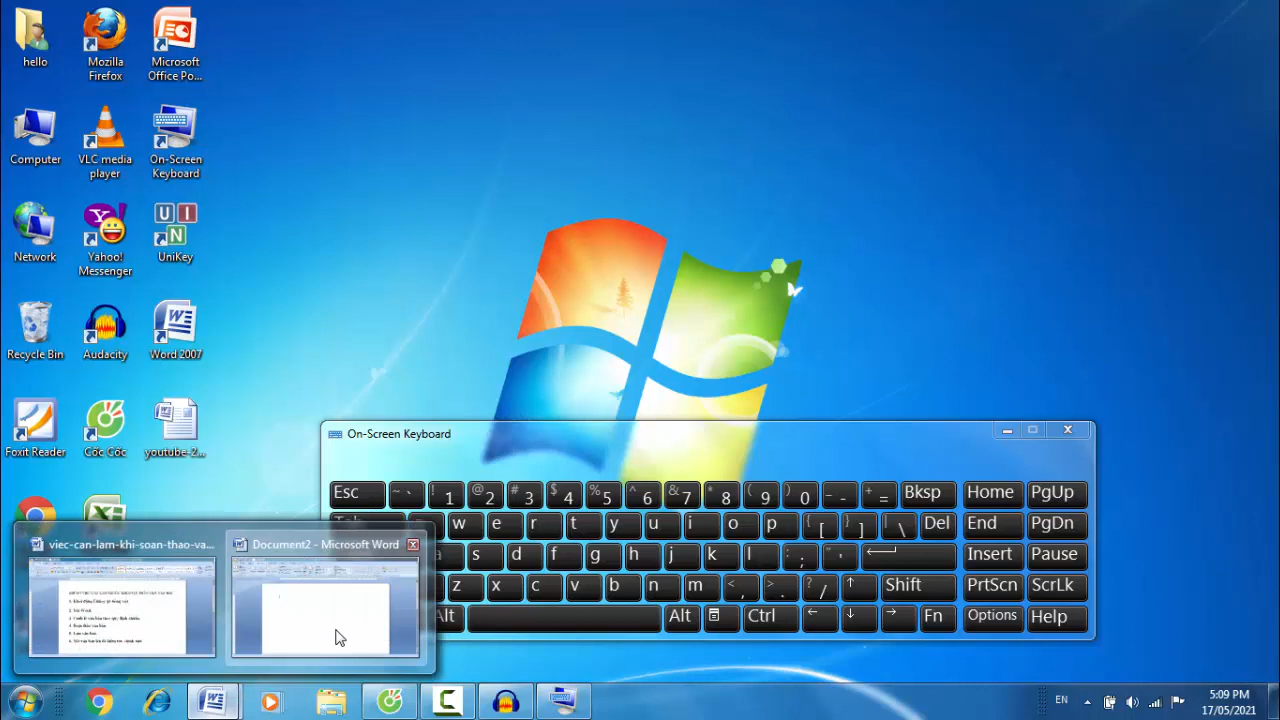 hello
Mozilla
Firefox
Microsoft
Office Po...
Computer
VLC media
player
On-Screen
Keyboard
Network
Yahoo!
Messenger
UniKey
Recycle Bin
Audacity
Word 2007
Foxit Reader
Cốc Cốc
youtube-2...
On-Screen Keyboard
Esc ~ ` ! 1 @ 2 # 3 $ 4 % 5 ^ 6 & 7 * 8 ( 9 ) 0 _ - + = Bksp Home PgUp
Tab w e r t y u i o p { [ } ] | \ Del End PgDn
a s d f g h j k l : ; " ' Insert Pause
z x c v b n m < , > . ? / Shift PrtScn ScrLk
Alt Alt Ctrl Fn Options Help
viec-can-lam-khi-soan-thao-va...
Document2 - Microsoft Word
EN
5:09 PM
17/05/2021